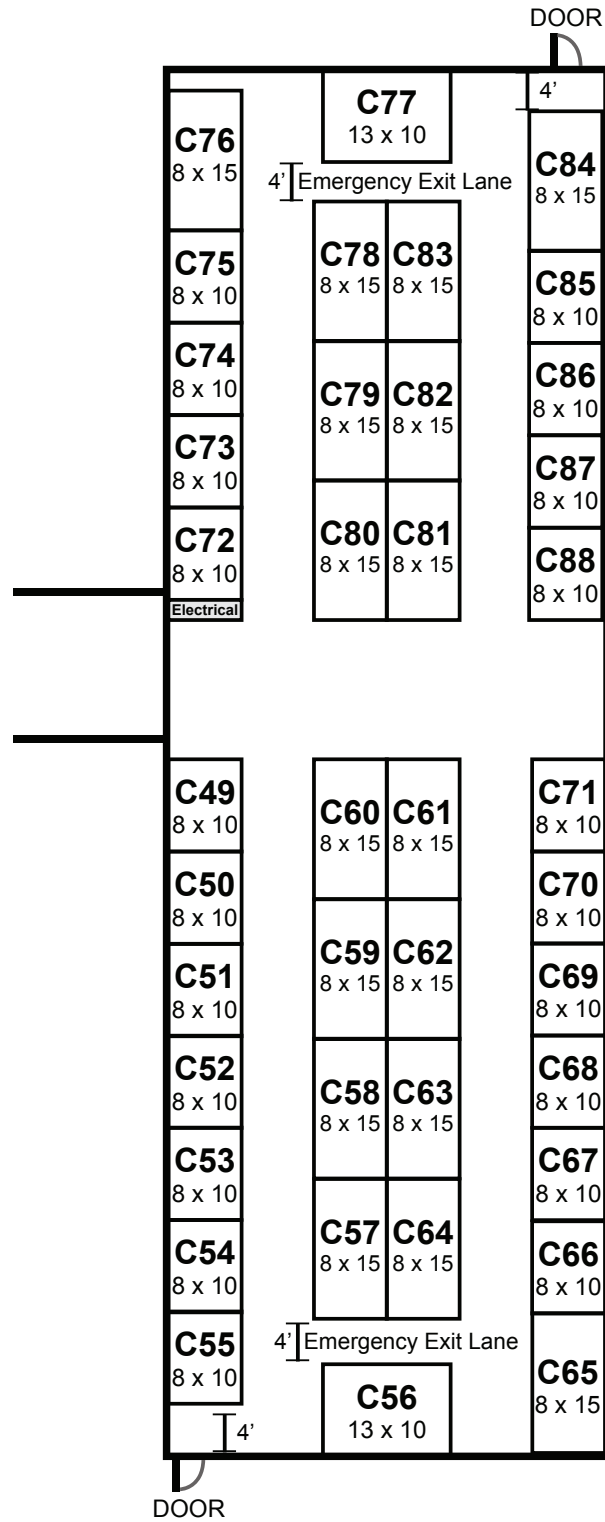 DOOR
4’
C77
13 x 10
C76
8 x 15
C84
8 x 15
4’ Emergency Exit Lane
C78 C83
8 x 15 8 x 15
C75
8 x 10
C85
8 x 10
C74
8 x 10
C79 C82
8 x 15 8 x 15
C86
8 x 10
C73
8 x 10
C87
8 x 10
C72
8 x 10
C80 C81
8 x 15 8 x 15
C88
8 x 10
Electrical
C49
8 x 10
C60 C61
8 x 15 8 x 15
C71
8 x 10
C50
8 x 10
C70
8 x 10
C51
8 x 10
C59 C62
8 x 15 8 x 15
C69
8 x 10
C52
8 x 10
C68
8 x 10
C58 C63
8 x 15 8 x 15
C53
8 x 10
C67
8 x 10
C57 C64
8 x 15 8 x 15
C54
8 x 10
C66
8 x 10
4’ Emergency Exit Lane
C55
8 x 10
C65
8 x 15
C56
13 x 10
4’
DOOR